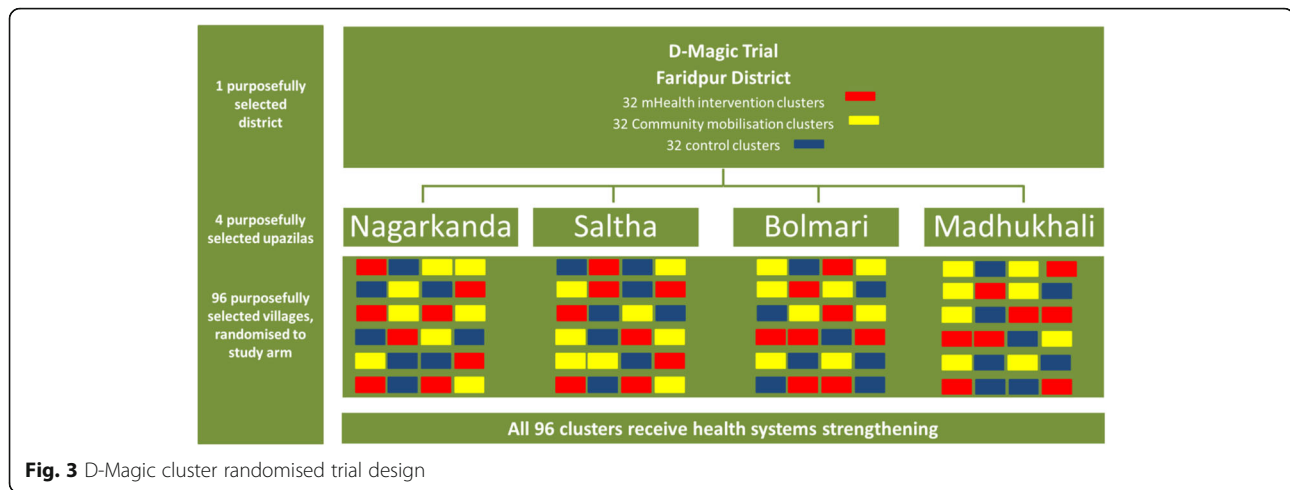 1 purposefully
selected
district
D-Magic Trial
Faridpur District
32 mHealth intervention clusters
32 Community mobilisation clusters
32 control clusters
4 purposefully
selected upazilas
Nagarkanda
Saltha
Bolmari
Madhukhali
96 purposefully
selected villages,
randomised to
study arm
All 96 clusters receive health systems strengthening
Fig. 3 D-Magic cluster randomised trial design